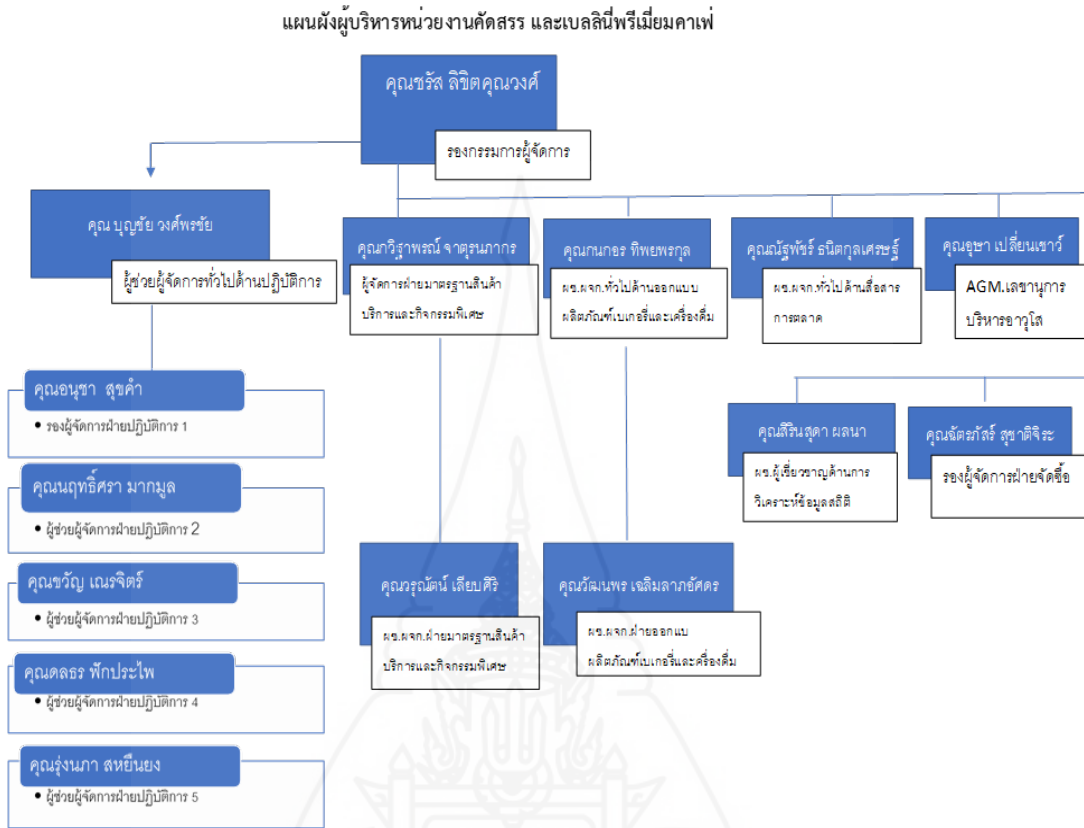 แผนผังผู้บริหารหน่วยงานคัดสรร และเบลลินี่พรีเมี่ยมคาเฟ่
คุณชรัส ลิขิตคุณวงศ์
รองกรรมการผู้จัดการ
คุณ บุญชัย วงศ์พรชัย
ผู้ช่วยผู้จัดการทั่วไปด้านปฏิบัติการ
คุณกวิฐาพรณ์ จาตุรนภากร
ผู้จัดการฝ่ายมาตรฐานสินค้า
บริการและกิจกรรมพิเศษ
คุณกนกอร ทิพยพรกุล
ผช.ผจก.ทั่วไปด้านออกแบบ
ผลิตภัณฑ์เบเกอรี่และเครื่องดื่ม
คุณณัฐพัชร์ ธนิตกุลเศรษฐ์
ผช.ผจก.ทั่วไปด้านสื่อสาร
การตลาด
คุณอุษา เปลี่ยนเชาว์
AGM.เลขานุการ
บริหารอาวุโส
คุณอนุชา สุขคำ
• รองผู้จัดการฝ่ายปฏิบัติการ 1
คุณนฤทธิ์ศรา มากมูล
• ผู้ช่วยผู้จัดการฝ่ายปฏิบัติการ 2
คุณขวัญ เณรจิตร์
• ผู้ช่วยผู้จัดการฝ่ายปฏิบัติการ 3
คุณดลธร ฟักประไพ
• ผู้ช่วยผู้จัดการฝ่ายปฏิบัติการ 4
คุณรุ่งนภา สหยืนยง
• ผู้ช่วยผู้จัดการฝ่ายปฏิบัติการ 5
คุณสิรินสุดา ผลนา
ผช.ผู้เชี่ยวชาญด้านการ
วิเคราะห์ข้อมูลสถิติ
คุณฉัตรภัสร์ สุชาติจิระ
รองผู้จัดการฝ่ายจัดซื้อ
คุณวรุณัตน์ เลียบศิริ
ผช.ผจก.ฝ่ายมาตรฐานสินค้า
บริการและกิจกรรมพิเศษ
คุณวัฒนพร เฉลิมลาภอัศดร
ผช.ผจก.ฝ่ายออกแบ
ผลิตภัณฑ์เบเกอรี่และเครื่องดื่ม